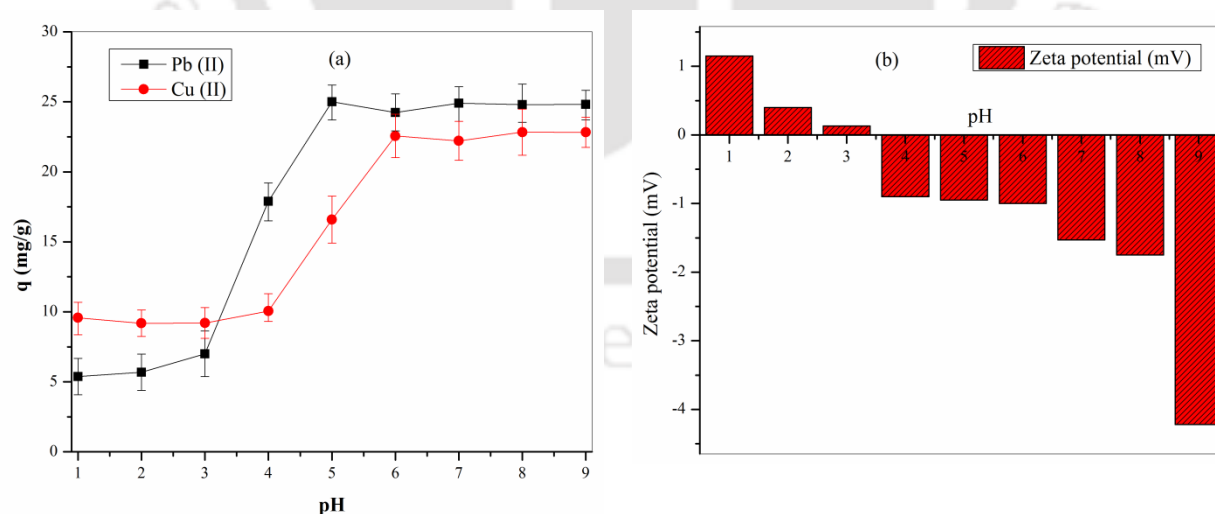 (a)
Pb (II)
Cu (II)
q (mg/g)
30
25
20
15
10
5
0
1 2 3 4 5 6 7 8 9
pH
(b)
Zeta potential (mV)
Zeta potential (mV)
pH
1
0
-1
-2
-3
-4
1 2 3 4 5 6 7 8 9